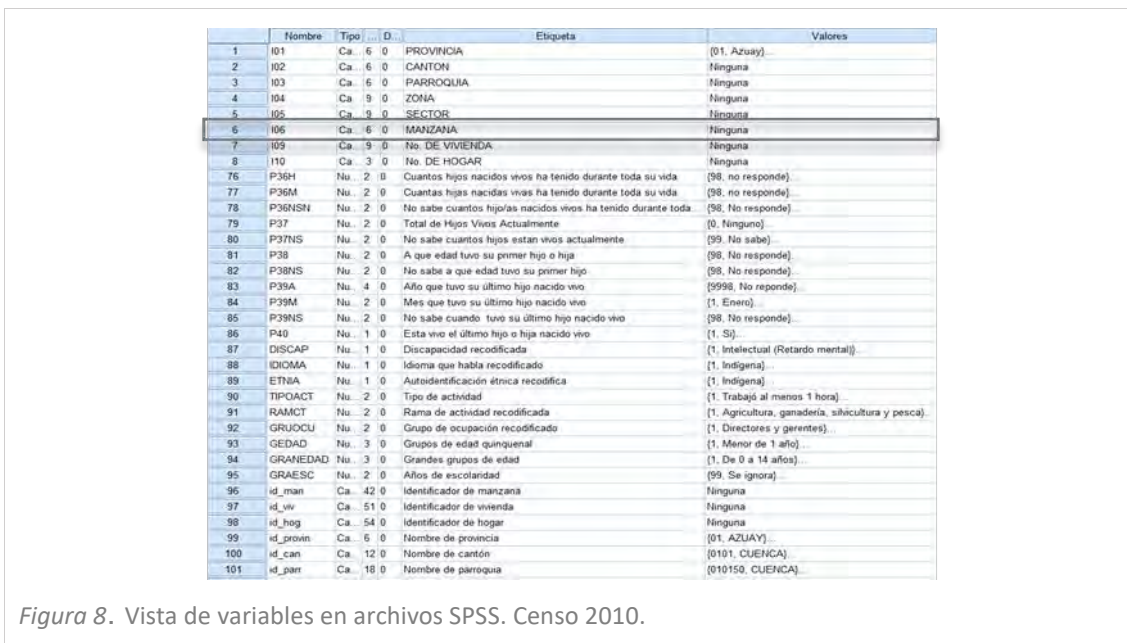 Nombre Tipo ... D... Etiqueta Valores
1 I01 Ca... 6 0 PROVINCIA {01, Azuay}...
2 I02 Ca... 6 0 CANTON Ninguna
3 I03 Ca... 6 0 PARROQUIA Ninguna
4 I04 Ca... 9 0 ZONA Ninguna
5 I05 Ca... 9 0 SECTOR Ninguna
6 I06 Ca... 6 0 MANZANA Ninguna
7 I09 Ca... 9 0 No. DE VIVIENDA Ninguna
8 I10 Ca... 3 0 No. DE HOGAR Ninguna
76 P36H Nu... 2 0 Cuantos hijos nacidos vivos ha tenido durante toda su vida {98, no responde}...
77 P36M Nu... 2 0 Cuantas hijas nacidas vivas ha tenido durante toda su vida {98, no responde}...
78 P36NSN Nu... 2 0 No sabe cuantos hijo/as nacidos vivos ha tenido durante toda... {98, No responde}...
79 P37 Nu... 2 0 Total de Hijos Vivos Actualmente {0, Ninguno}...
80 P37NS Nu... 2 0 No sabe cuantos hijos estan vivos actualmente {99, No sabe}...
81 P38 Nu... 2 0 A que edad tuvo su primer hijo o hija {98, No responde}...
82 P38NS Nu... 2 0 No sabe a que edad tuvo su primer hijo {98, No responde}...
83 P39A Nu... 4 0 Año que tuvo su último hijo nacido vivo {9998, No reponde}...
84 P39M Nu... 2 0 Mes que tuvo su último hijo nacido vivo {1, Enero}...
85 P39NS Nu... 2 0 No sabe cuando tuvo su último hijo nacido vivo {98, No responde}...
86 P40 Nu... 1 0 Esta vivo el último hijo o hija nacido vivo {1, Si}...
87 DISCAP Nu... 1 0 Discapacidad recodificada {1, Intelectual (Retardo mental)}...
88 IDIOMA Nu... 1 0 Idioma que habla recodificado {1, Indígena}...
89 ETNIA Nu... 1 0 Autoidentificación étnica recodifica {1, Indígena}...
90 TIPOACT Nu... 2 0 Tipo de actividad {1, Trabajó al menos 1 hora}...
91 RAMCT Nu... 2 0 Rama de actividad recodificada {1, Agricultura, ganadería, silvicultura y pesca}...
92 GRUOCU Nu... 2 0 Grupo de ocupación recodificado {1, Directores y gerentes}...
93 GEDAD Nu... 3 0 Grupos de edad quinquenal {1, Menor de 1 año}...
94 GRANEDAD Nu... 3 0 Grandes grupos de edad {1, De 0 a 14 años}...
95 GRAESC Nu... 2 0 Años de escolaridad {99, Se ignora}...
96 id_man Ca... 42 0 Identificador de manzana Ninguna
97 id_viv Ca... 51 0 Identificador de vivienda Ninguna
98 id_hog Ca... 54 0 Identificador de hogar Ninguna
99 id_provin Ca... 6 0 Nombre de provincia {01, AZUAY}...
100 id_can Ca... 12 0 Nombre de cantón {0101, CUENCA}...
101 id_parr Ca... 18 0 Nombre de parroquia {010150, CUENCA}...
Figura 8. Vista de variables en archivos SPSS. Censo 2010.